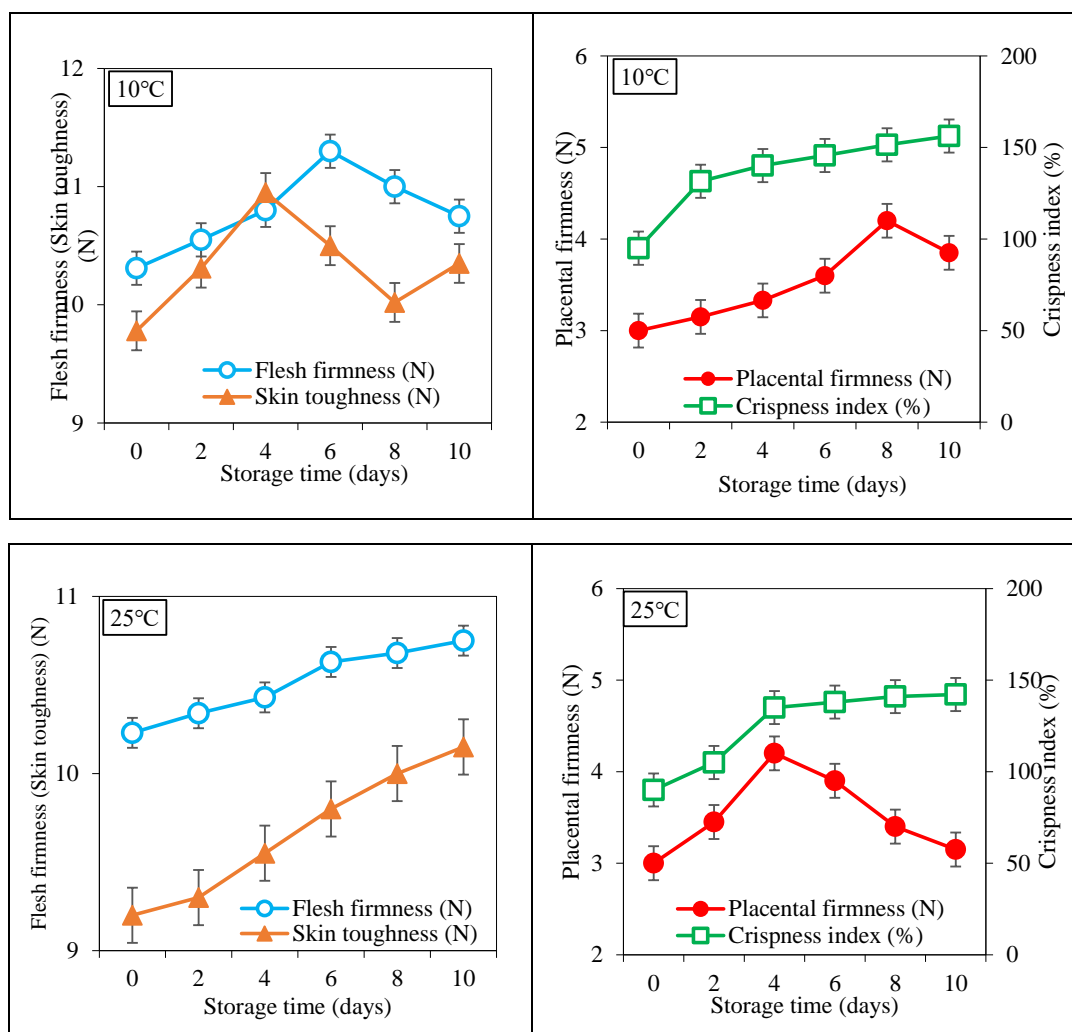 12
11
10
9
10℃
Flesh firmness (Skin toughness)
(N)
Flesh firmness (N)
Skin toughness (N)
0 2 4 6 8 10
Storage time (days)
6
5
4
3
2
10℃
Placental firmness (N)
Placental firmness (N)
Crispness index (%)
200
150
100
50
0
Crispness index (%)
0 2 4 6 8 10
Storage time (days)
11
10
9
25℃
Flesh firmness (Skin toughness) (N)
Flesh firmness (N)
Skin toughness (N)
0 2 4 6 8 10
Storage time (days)
6
5
4
3
2
25℃
Placental firmness (N)
Placental firmness (N)
Crispness index (%)
200
150
100
50
0
Crispness index (%)
0 2 4 6 8 10
Storage time (days)